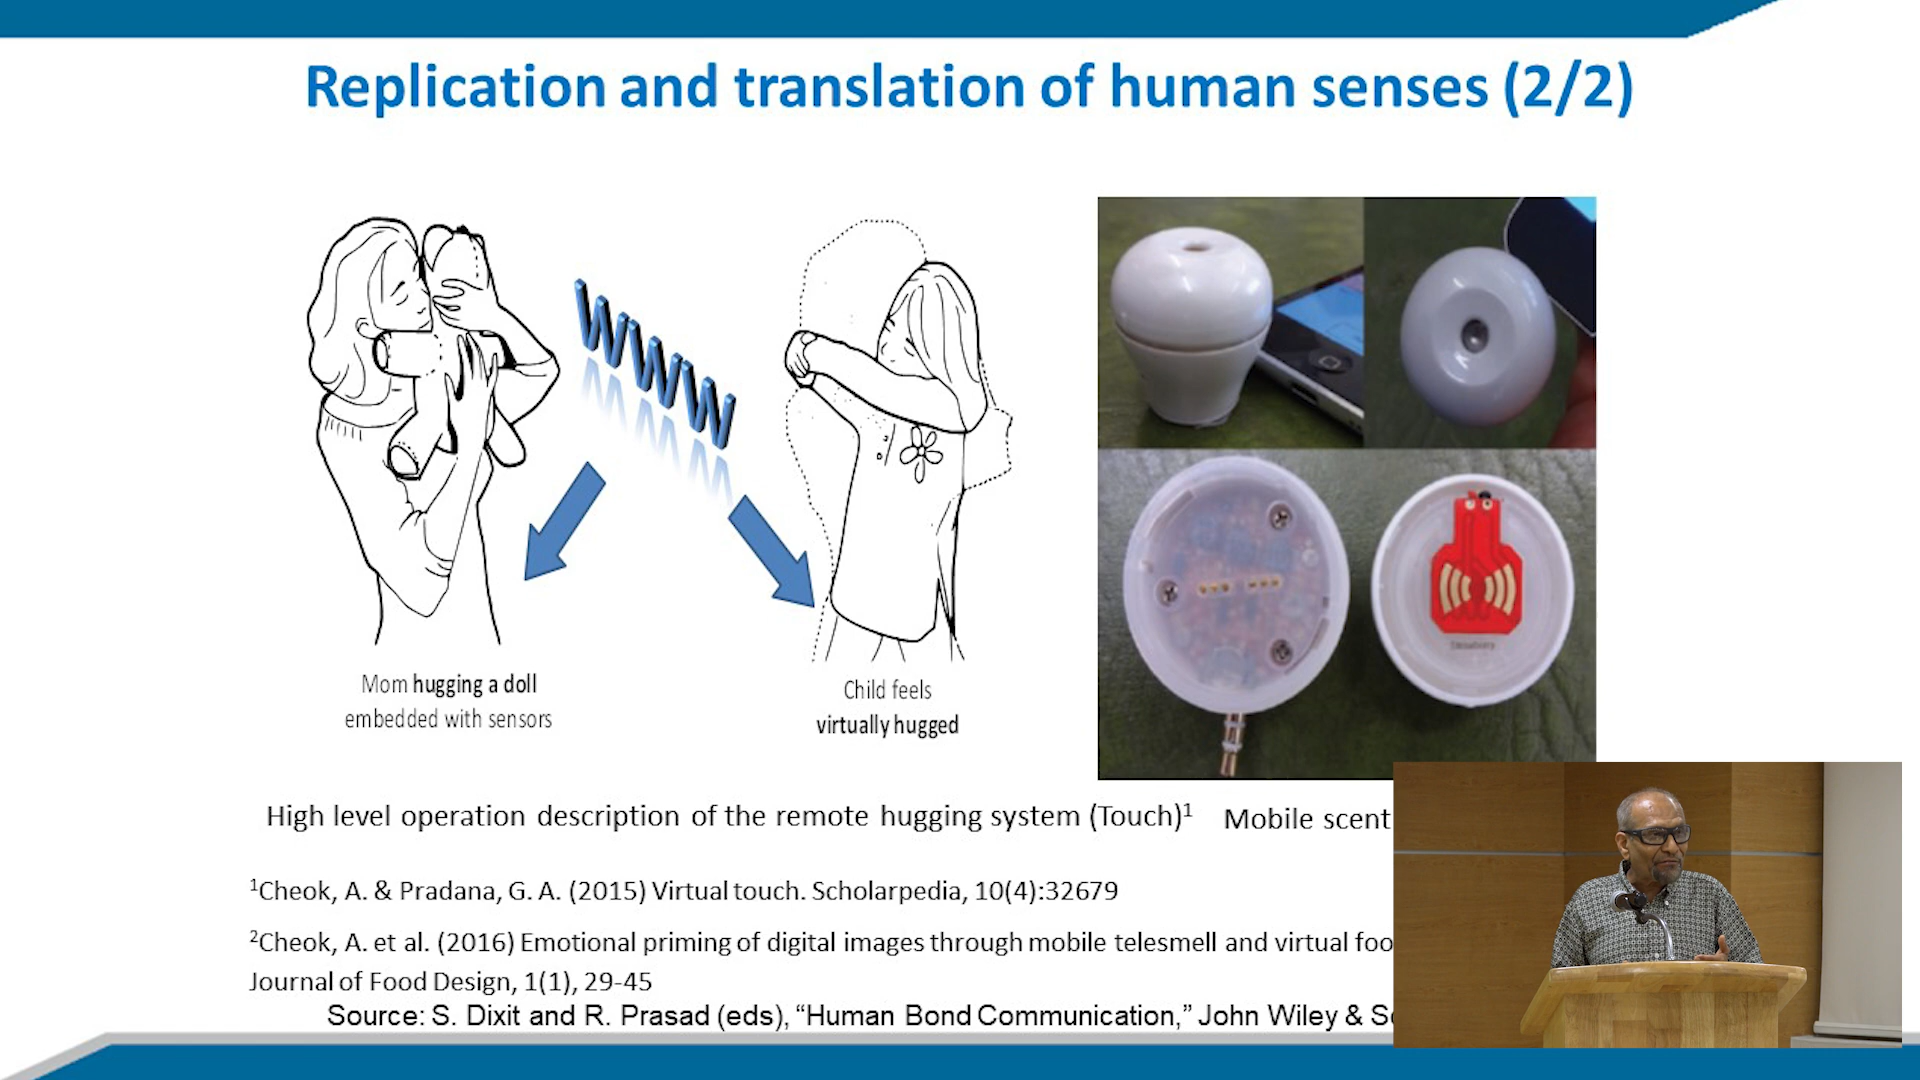 Replication and translation of human senses (2/2)
WWW
Mom hugging a doll
embedded with sensors
Child feels
virtually hugged
High level operation description of the remote hugging system (Touch)1
Mobile scent
1Cheok, A. & Pradana, G. A. (2015) Virtual touch. Scholarpedia, 10(4):32679
2Cheok, A. et al. (2016) Emotional priming of digital images through mobile telesmell and virtual foo
Journal of Food Design, 1(1), 29-45
Source: S. Dixit and R. Prasad (eds), “Human Bond Communication,” John Wiley &